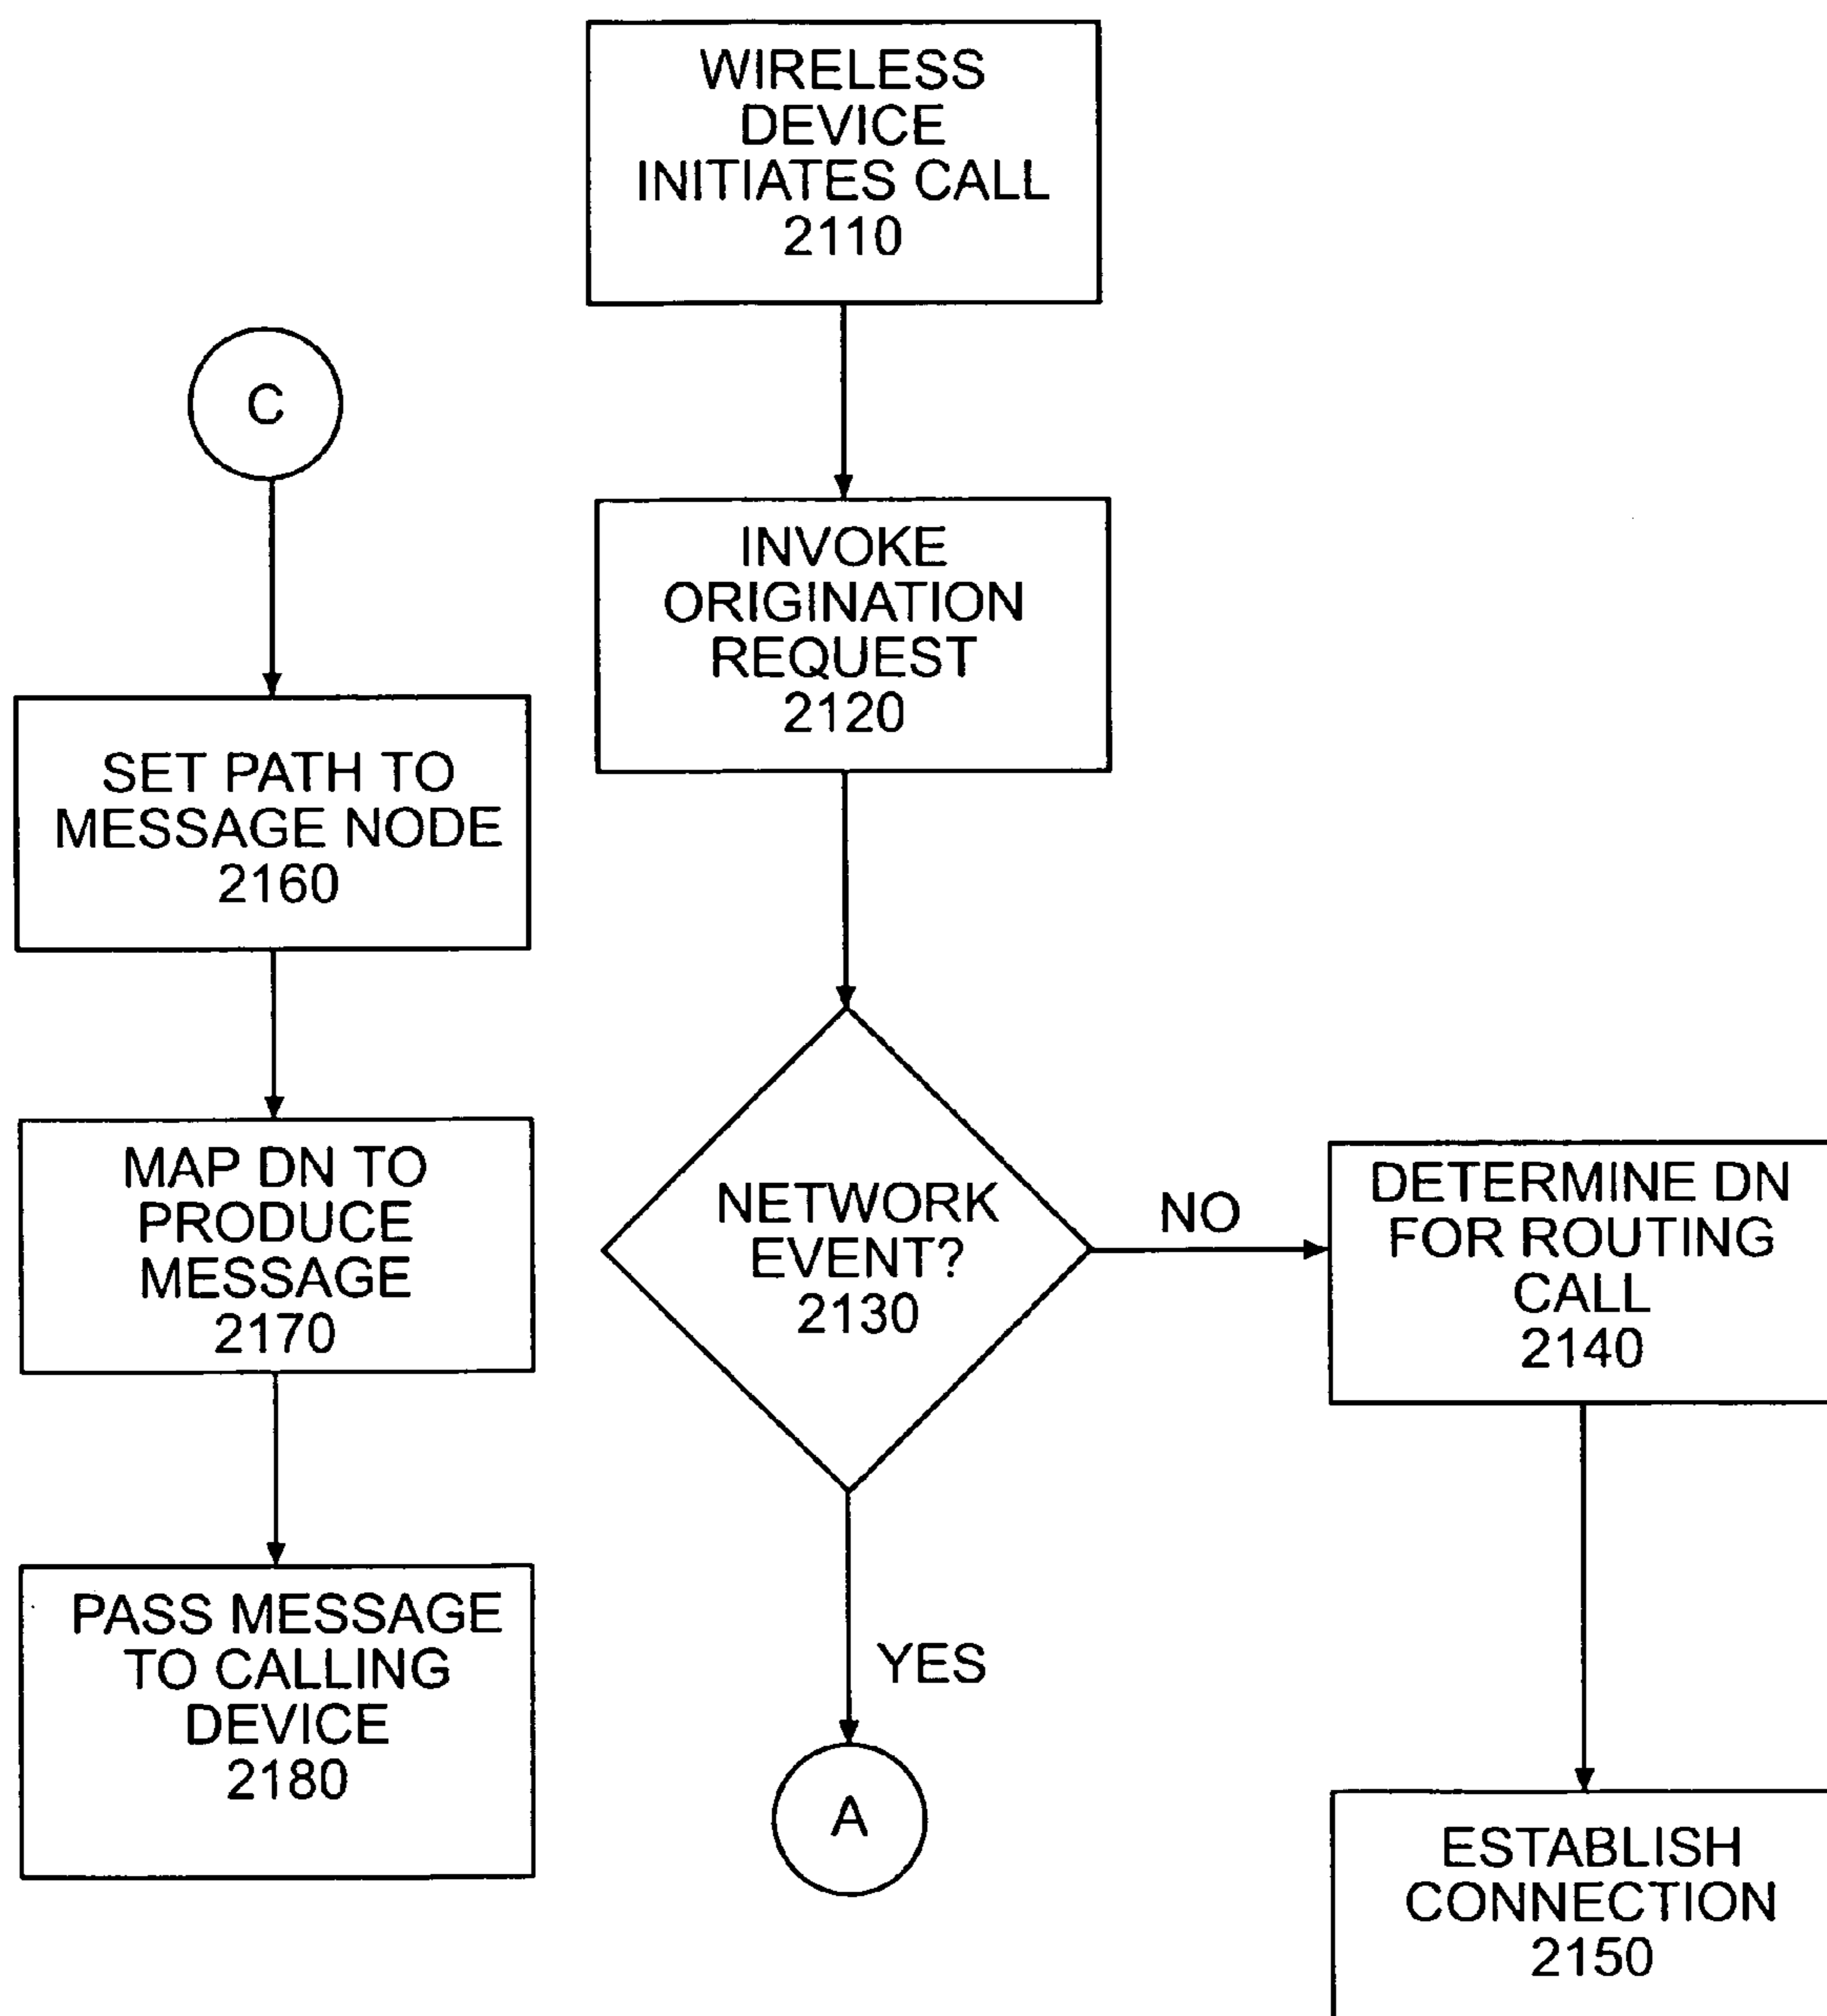 WIRELESS
DEVICE
INITIATES CALL
2110
C
INVOKE
ORIGINATION
REQUEST
2120
SET PATH TO
MESSAGE NODE
2160
MAP DN TO
PRODUCE
MESSAGE
2170
NETWORK
EVENT?
2130
NO
DETERMINE DN
FOR ROUTING
CALL
2140
PASS MESSAGE
TO CALLING
DEVICE
2180
YES
A
ESTABLISH
CONNECTION
2150